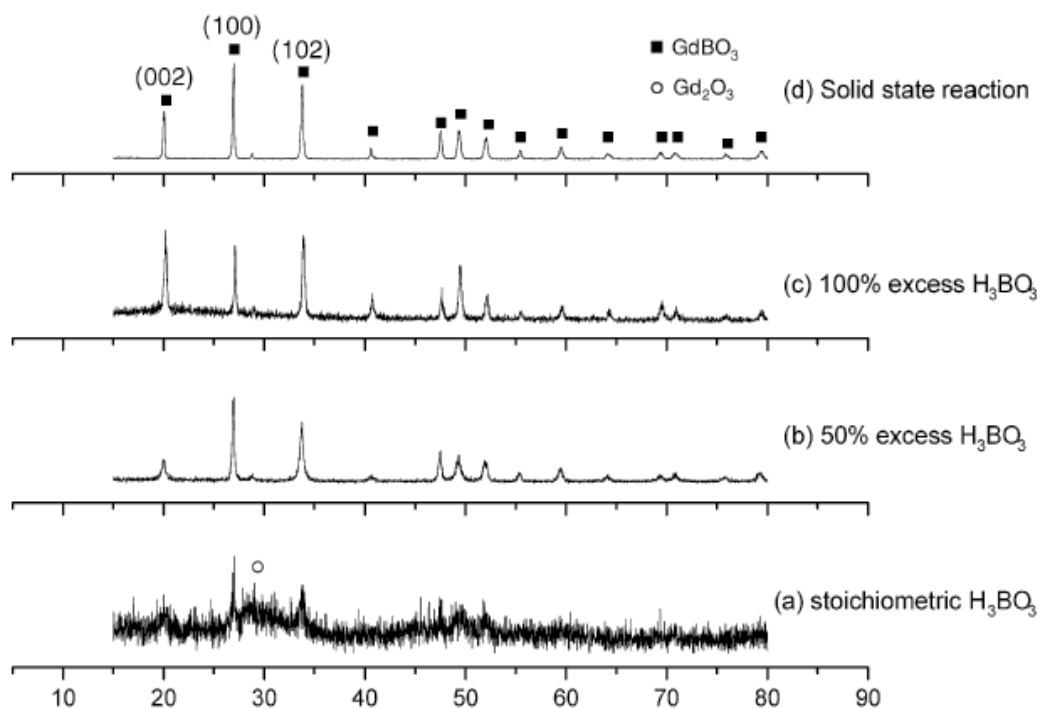 (100)
(002)
(102)
■ GdBO₃
○ Gd₂O₃
(d) Solid state reaction
(c) 100% excess H₃BO₃
(b) 50% excess H₃BO₃
(a) stoichiometric H₃BO₃
10 20 30 40 50 60 70 80 90